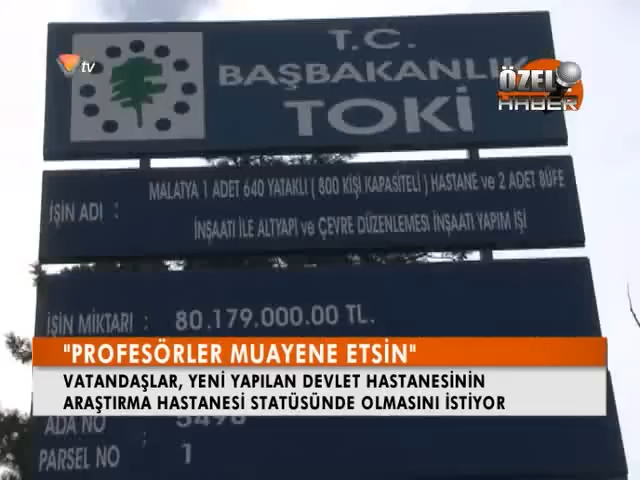 tv
T.C.
BAŞBAKANLIK
TOKİ
ÖZEL
HABER
İŞİN ADI :
MALATYA 1 ADET 640 YATAKLI ( 800 KİŞİ KAPASİTELİ ) HASTANE ve 2 ADET BÜFE
İNŞAATI İLE ALTYAPI ve ÇEVRE DÜZENLEMESİ İNŞAATI YAPIM İŞİ
İŞİN MİKTARI : 80.179.000.00 TL.
"PROFESÖRLER MUAYENE ETSİN"
VATANDAŞLAR, YENİ YAPILAN DEVLET HASTANESİNİN
ARAŞTIRMA HASTANESİ STATÜSÜNDE OLMASINI İSTİYOR
ADA NO :
PARSEL NO 1